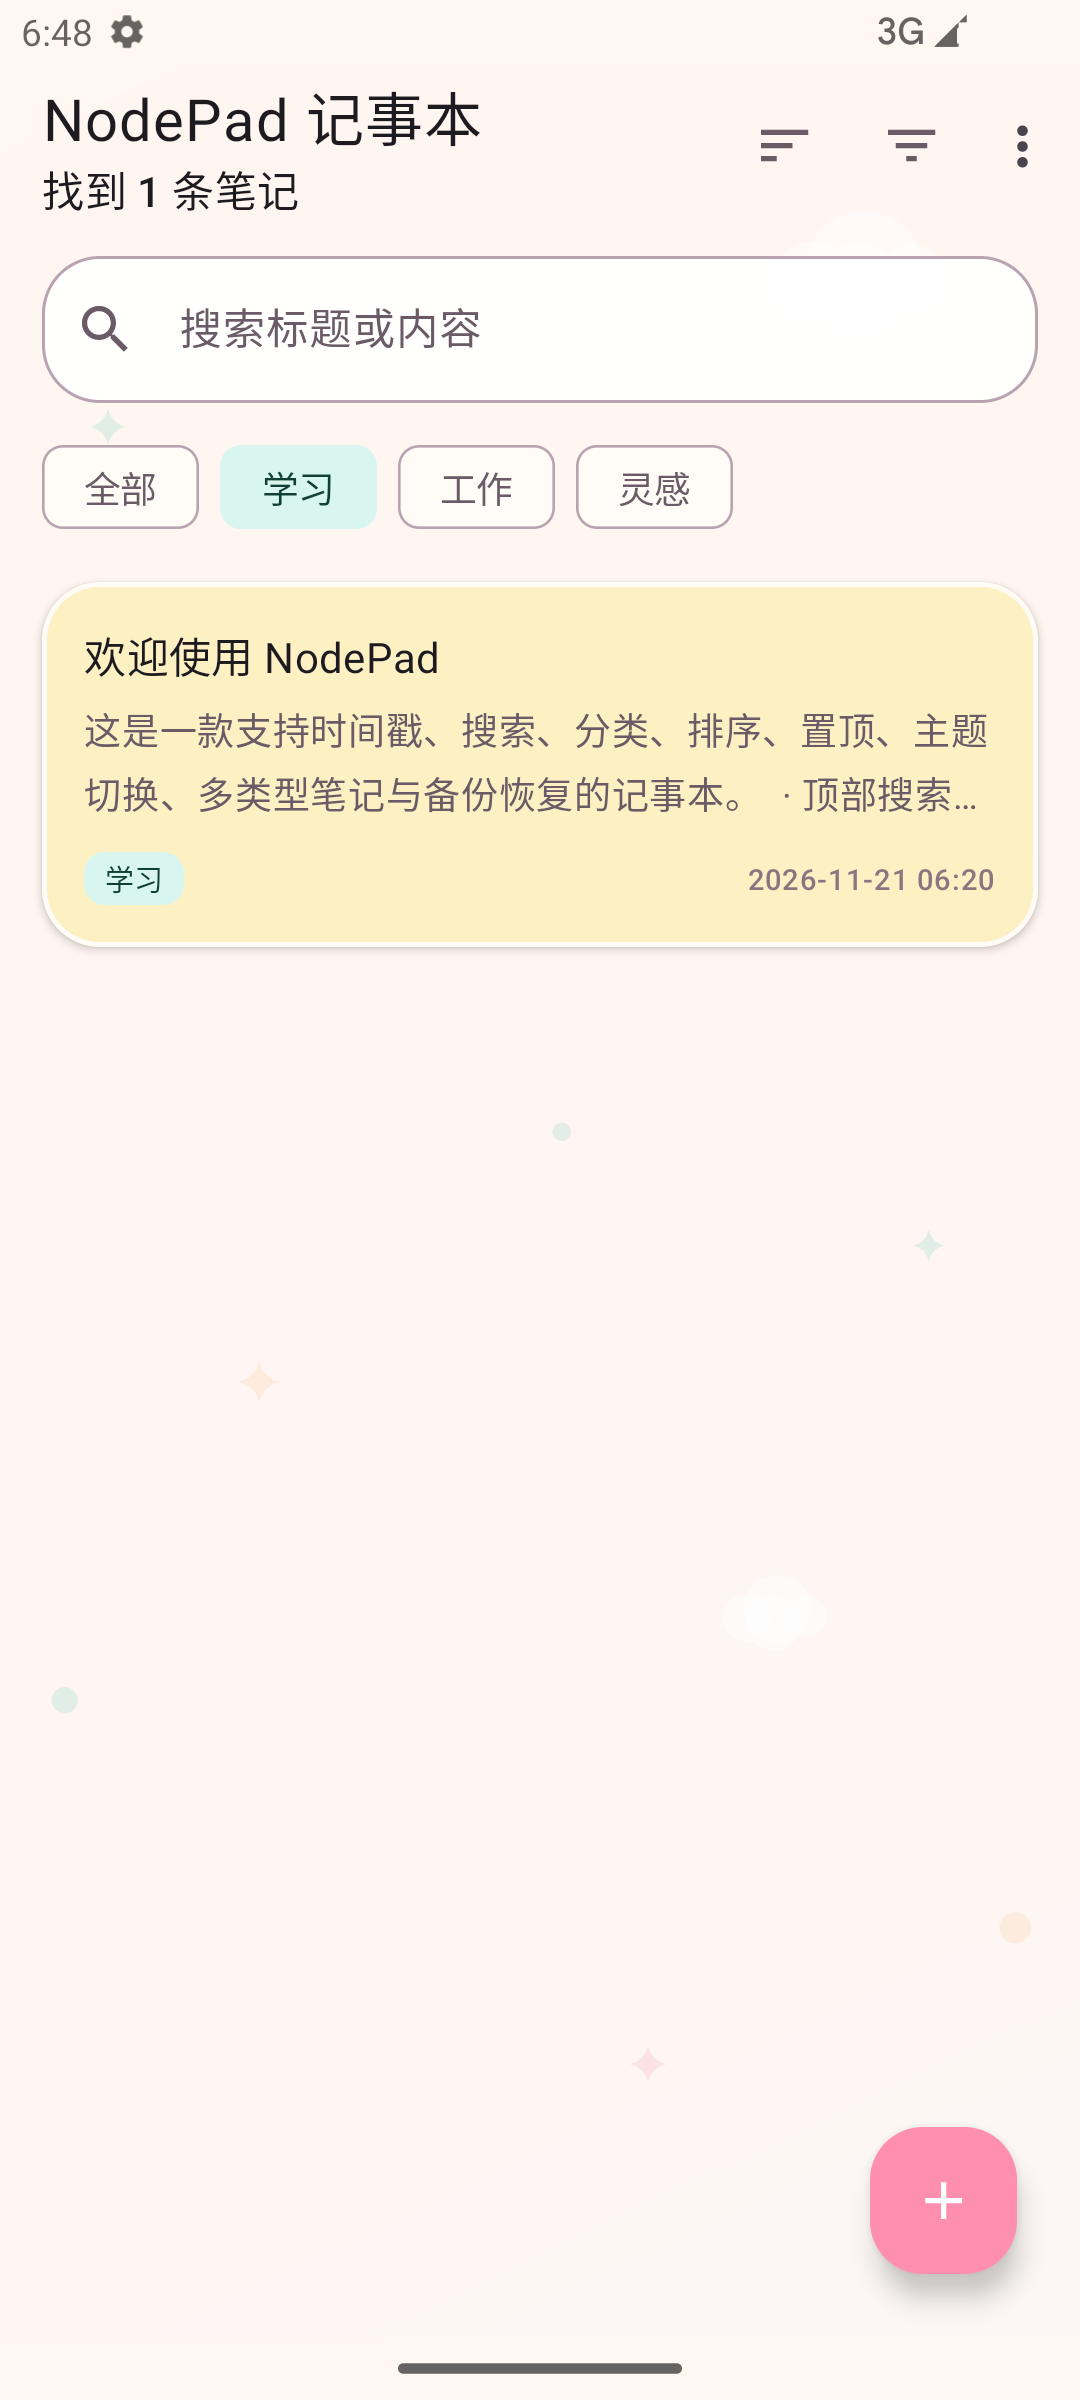 6:48
3G
NodePad 记事本
找到 1 条笔记
搜索标题或内容
全部
学习
工作
灵感
欢迎使用 NodePad
这是一款支持时间戳、搜索、分类、排序、置顶、主题
切换、多类型笔记与备份恢复的记事本。 · 顶部搜索…
学习
2026-11-21 06:20